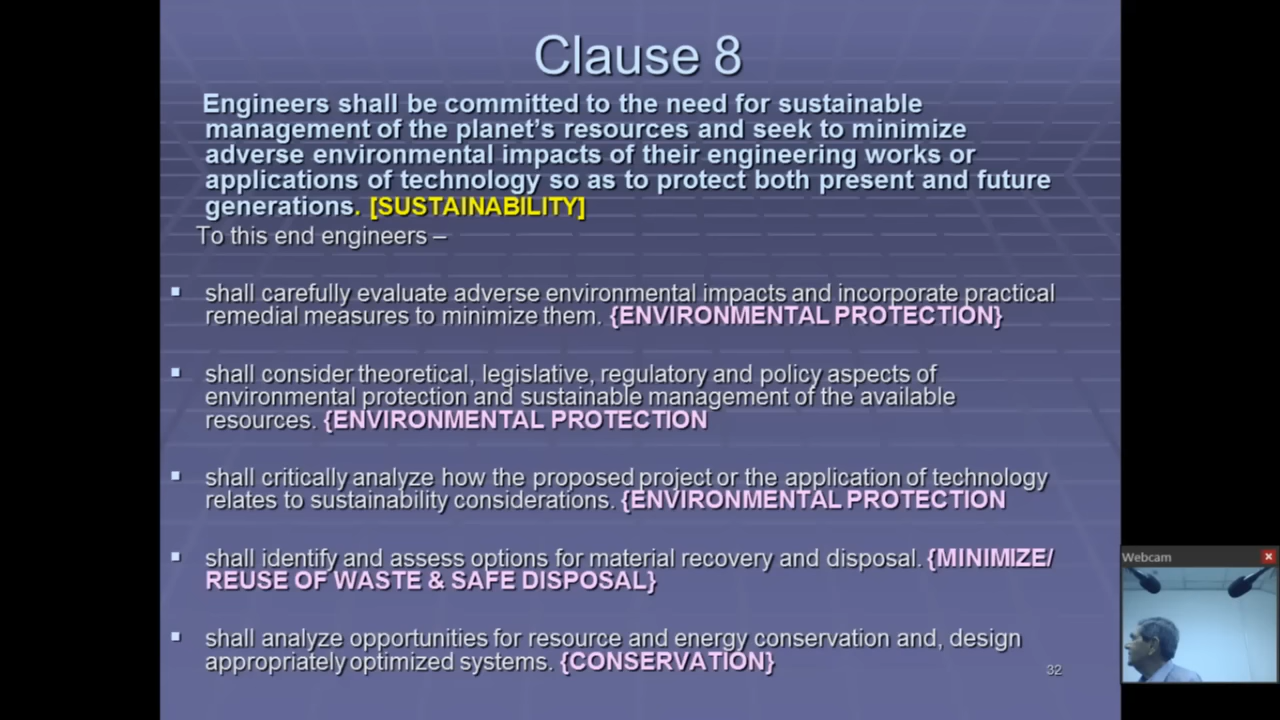 Clause 8
Engineers shall be committed to the need for sustainable
management of the planet's resources and seek to minimize
adverse environmental impacts of their engineering works or
applications of technology so as to protect both present and future
generations. [SUSTAINABILITY]
To this end engineers –
shall carefully evaluate adverse environmental impacts and incorporate practical
remedial measures to minimize them. {ENVIRONMENTAL PROTECTION}
shall consider theoretical, legislative, regulatory and policy aspects of
environmental protection and sustainable management of the available
resources. {ENVIRONMENTAL PROTECTION
shall critically analyze how the proposed project or the application of technology
relates to sustainability considerations. {ENVIRONMENTAL PROTECTION
shall identify and assess options for material recovery and disposal. {MINIMIZE/
REUSE OF WASTE & SAFE DISPOSAL}
shall analyze opportunities for resource and energy conservation and, design
appropriately optimized systems. {CONSERVATION}
32
Webcam